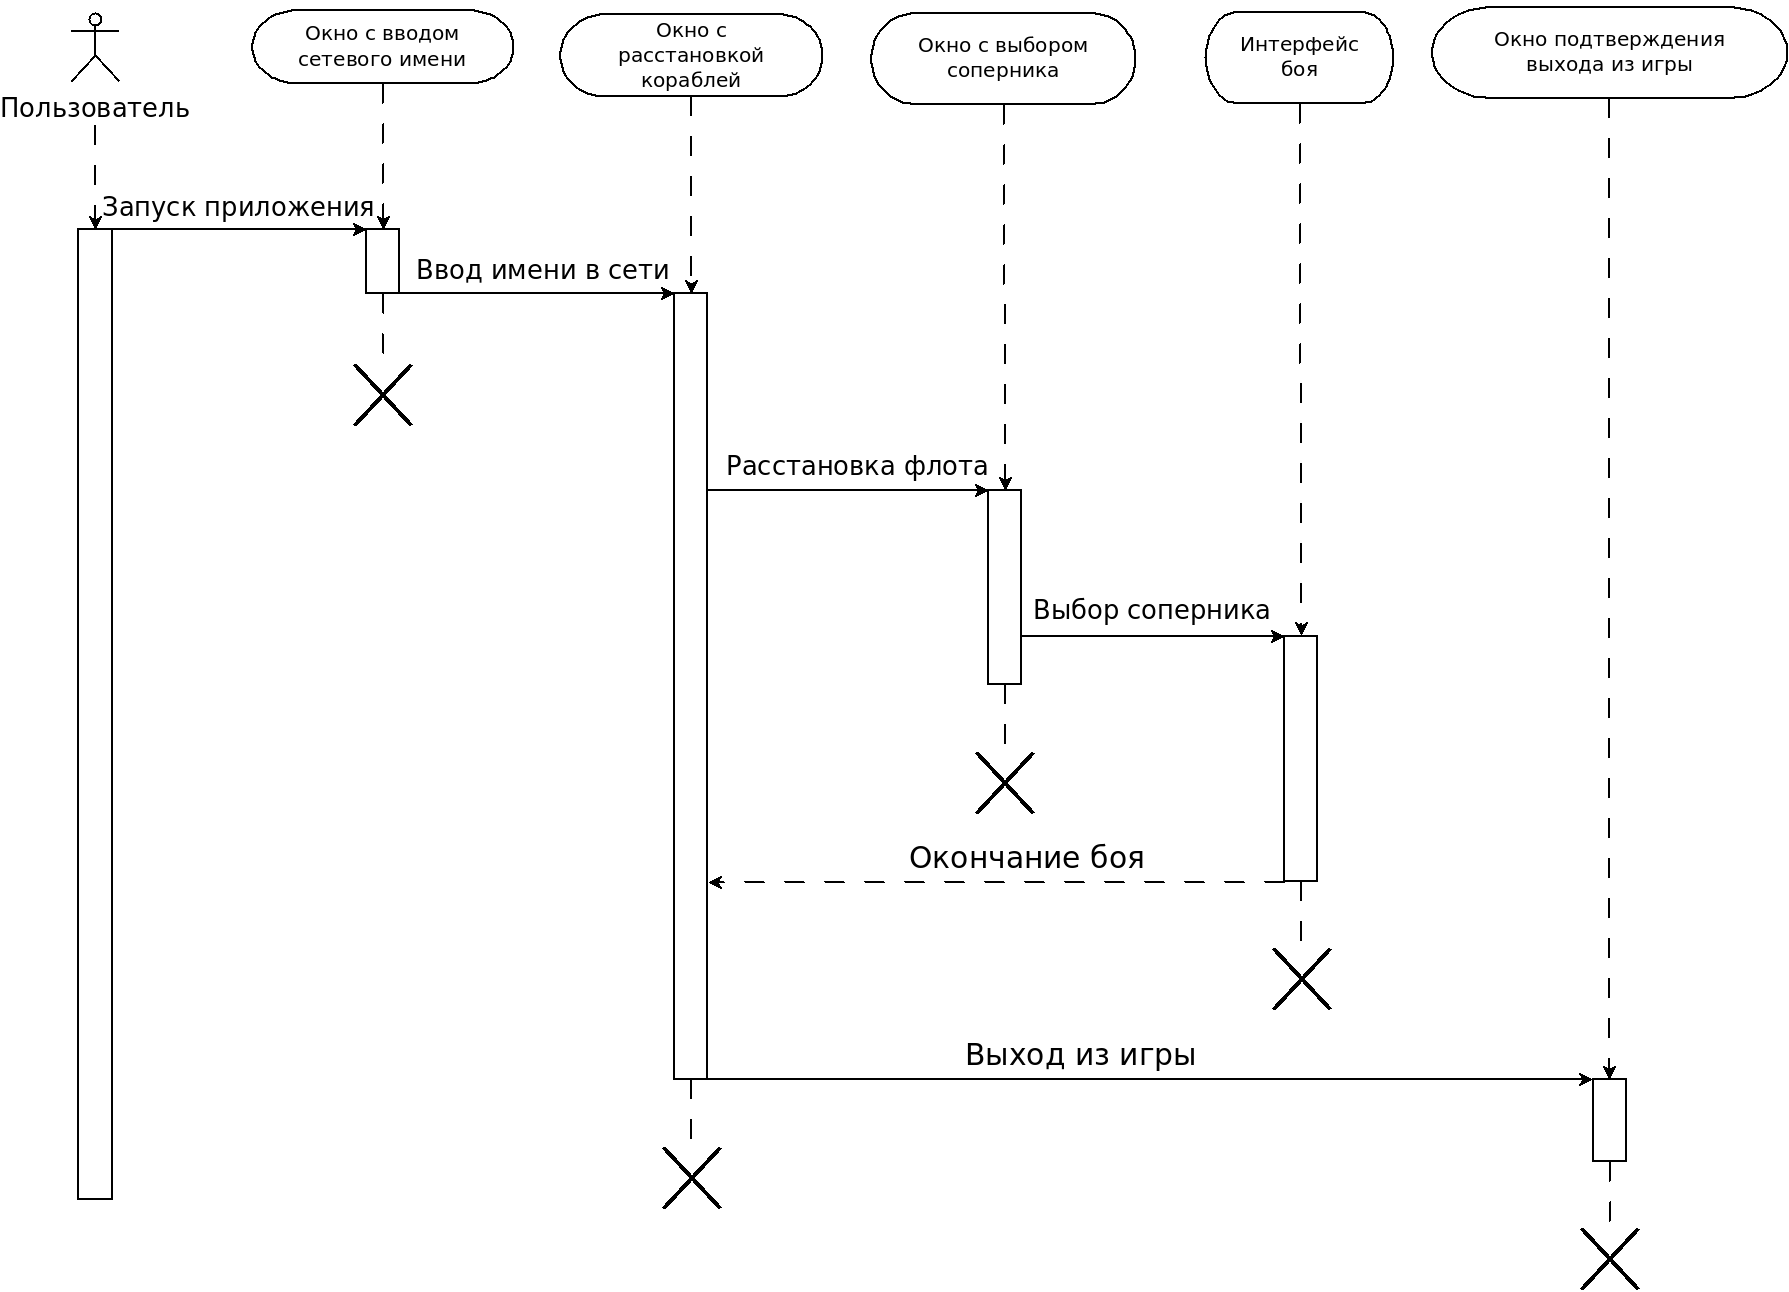 Пользователь
Окно с вводом
сетевого имени
Окно с
расстановкой
кораблей
Окно с выбором
соперника
Интерфейс
боя
Окно подтверждения
выхода из игры
Запуск приложения
Ввод имени в сети
Расстановка флота
Выбор соперника
Окончание боя
Выход из игры